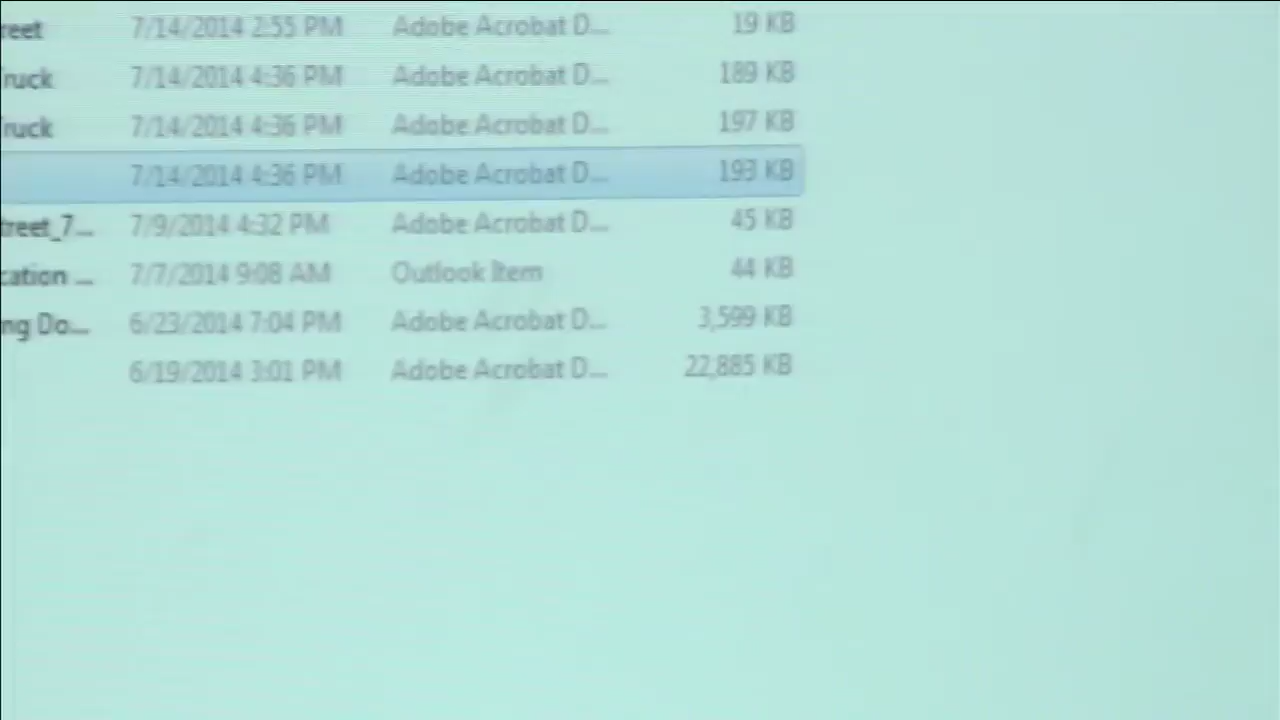 reet 7/14/2014 2:55 PM Adobe Acrobat D... 19 KB
Truck 7/14/2014 4:36 PM Adobe Acrobat D... 189 KB
Truck 7/14/2014 4:36 PM Adobe Acrobat D... 197 KB
7/14/2014 4:36 PM Adobe Acrobat D... 193 KB
treet_7... 7/9/2014 4:32 PM Adobe Acrobat D... 45 KB
cation ... 7/7/2014 9:08 AM Outlook Item 44 KB
ng Do... 6/23/2014 7:04 PM Adobe Acrobat D... 3,599 KB
6/19/2014 3:01 PM Adobe Acrobat D... 22,885 KB